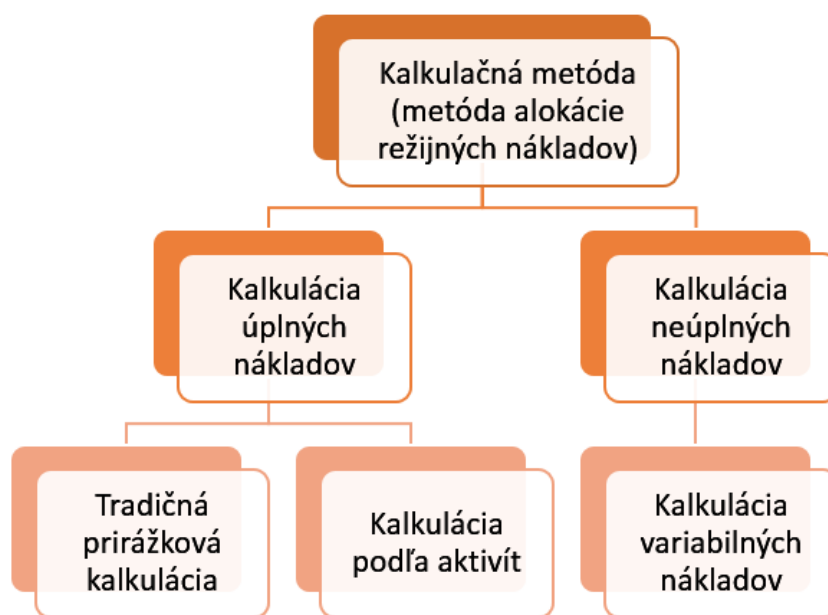 Kalkulačná metóda
(metóda alokácie
režijných nákladov)
Kalkulácia
úplných
nákladov
Kalkulácia
neúplných
nákladov
Tradičná
prirážková
kalkulácia
Kalkulácia
podľa aktivít
Kalkulácia
variabilných
nákladov